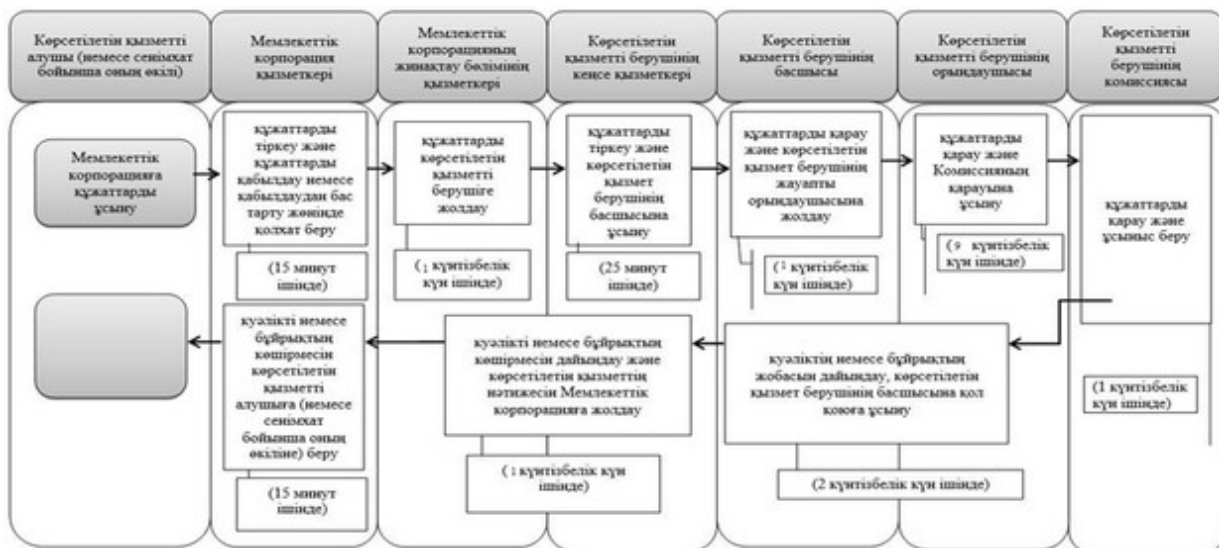 Көрсетілетін қызметті
алушы (немесе сенімхат
бойынша оның өкілі)
Мемлекеттік
корпорация
қызметкері
Мемлекеттік
корпорацияның
жинақтау бөлімінің
қызметкері
Көрсетілетін
қызметті берушінің
кеңсе қызметкері
Көрсетілетін
қызметті берушінің
басшысы
Көрсетілетін
қызметті берушінің
орындаушысы
Көрсетілетін
қызметті
берушінің
комиссиясы
Мемлекеттік
корпорацияға
құжаттарды
ұсыну
құжаттарды
тіркеу және
құжаттарды
қабылдау немесе
қабылдаудан бас
тарту жөнінде
қолхат беру
(15 минут
ішінде)
құжаттарды
көрсетілетін
қызметті
берушіге
жолдау
(1 күнтізбелік
күн ішінде)
құжаттарды
тіркеу және
көрсетілетін
қызмет
берушінің
басшысына
ұсыну
(25 минут
ішінде)
құжаттарды қарау
және көрсетілетін
қызмет берушінің
жауапты
орындаушысына
жолдау
(1 күнтізбелік
күн ішінде)
құжаттарды
қарау және
Комиссияның
қарауына
ұсыну
(9 күнтізбелік
күн ішінде)
құжаттарды
қарау және
ұсыныс беру
(1 күнтізбелік
күн ішінде)
куәліктің немесе бұйрықтың
жобасын дайындау, көрсетілетін
қызмет берушінің басшысына қол
қоюға ұсыну
(2 күнтізбелік күн ішінде)
куәлікті немесе бұйрықтың
көшірмесін дайындау және
көрсетілетін қызметтің
нәтижесін Мемлекеттік
корпорацияға жолдау
(1 күнтізбелік күн
ішінде)
куәлікті немесе
бұйрықтың
көшірмесін
көрсетілетін
қызметті
алушыға (немесе
сенімхат
бойынша оның
өкіліне) беру
(15 минут
ішінде)